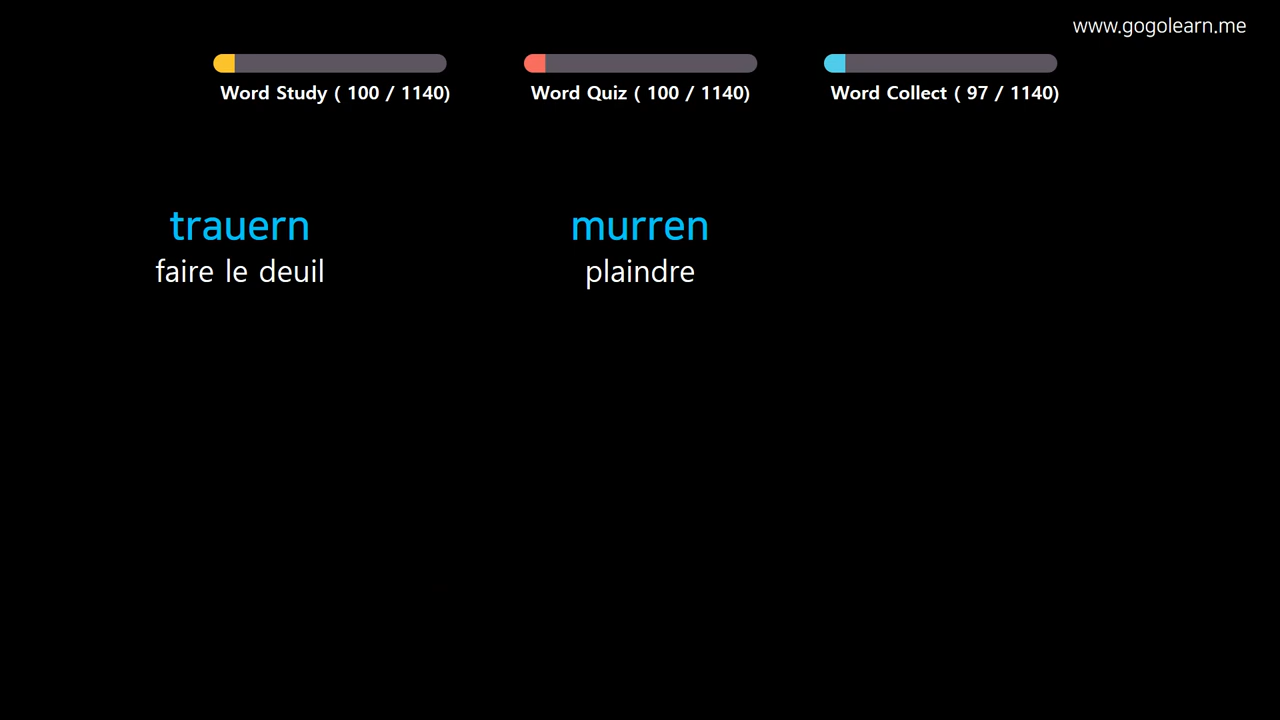 www.gogolearn.me
Word Study ( 100 / 1140)
Word Quiz ( 100 / 1140)
Word Collect ( 97 / 1140)
trauern
faire le deuil
murren
plaindre